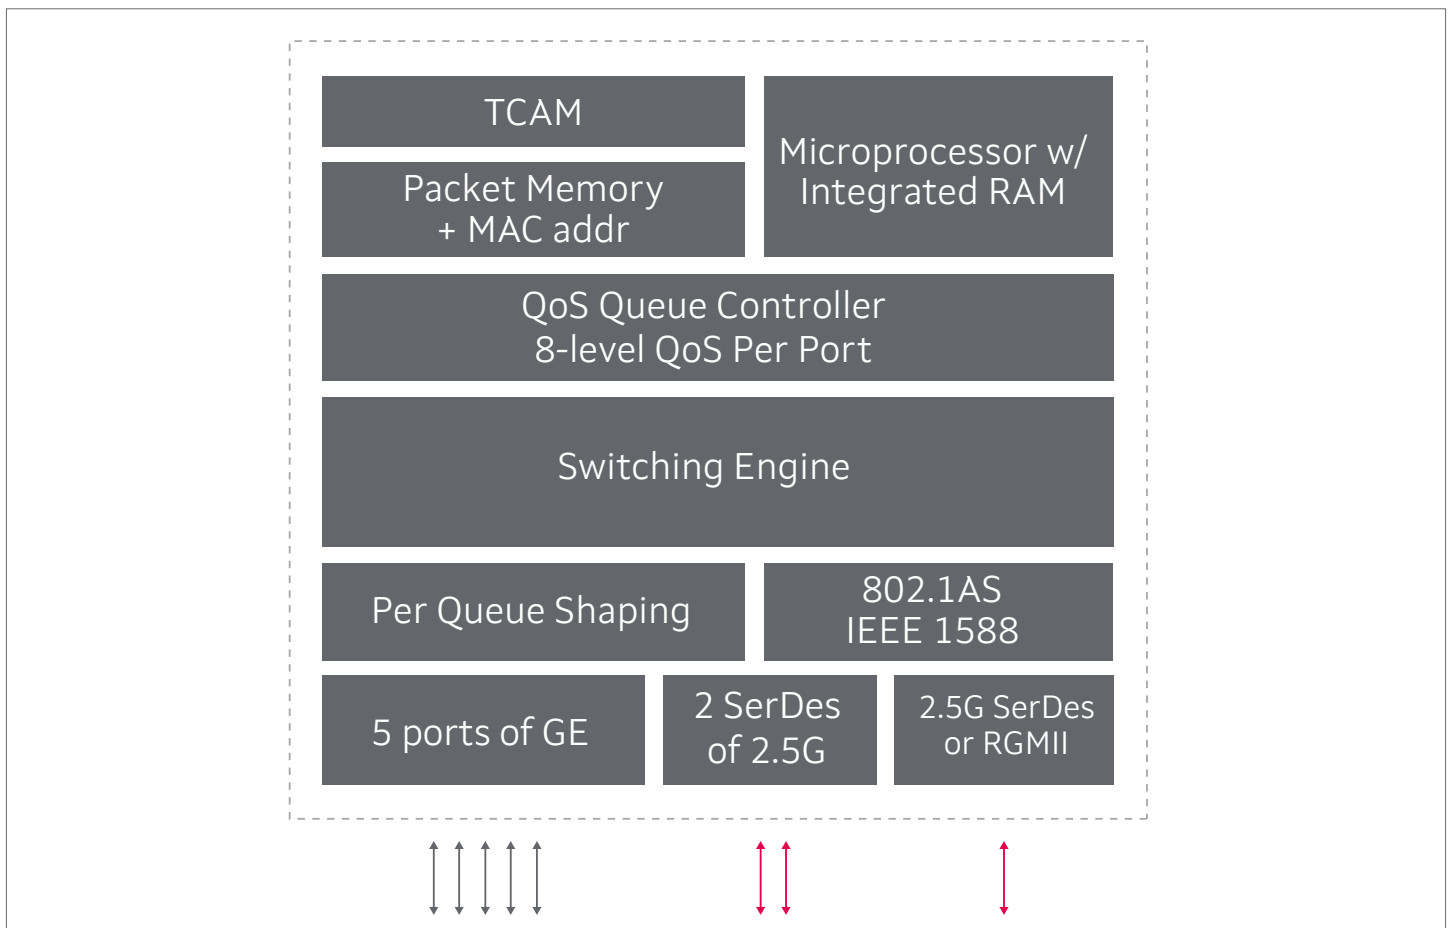 TCAM
Packet Memory
+ MAC addr
Microprocessor w/
Integrated RAM
QoS Queue Controller
8-level QoS Per Port
Switching Engine
Per Queue Shaping
802.1AS
IEEE 1588
5 ports of GE
2 SerDes
of 2.5G
2.5G SerDes
or RGMII